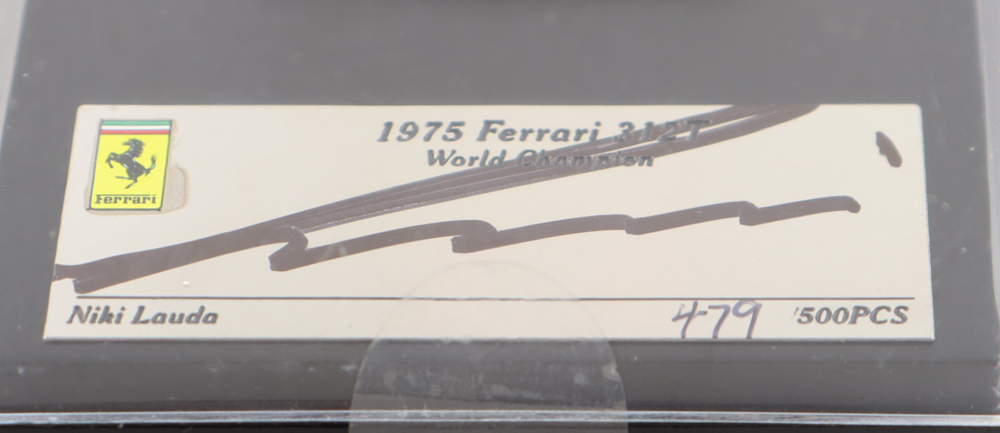 1975 Ferrari 312T
World Champion
Ferrari
Niki Lauda
479 /500PCS